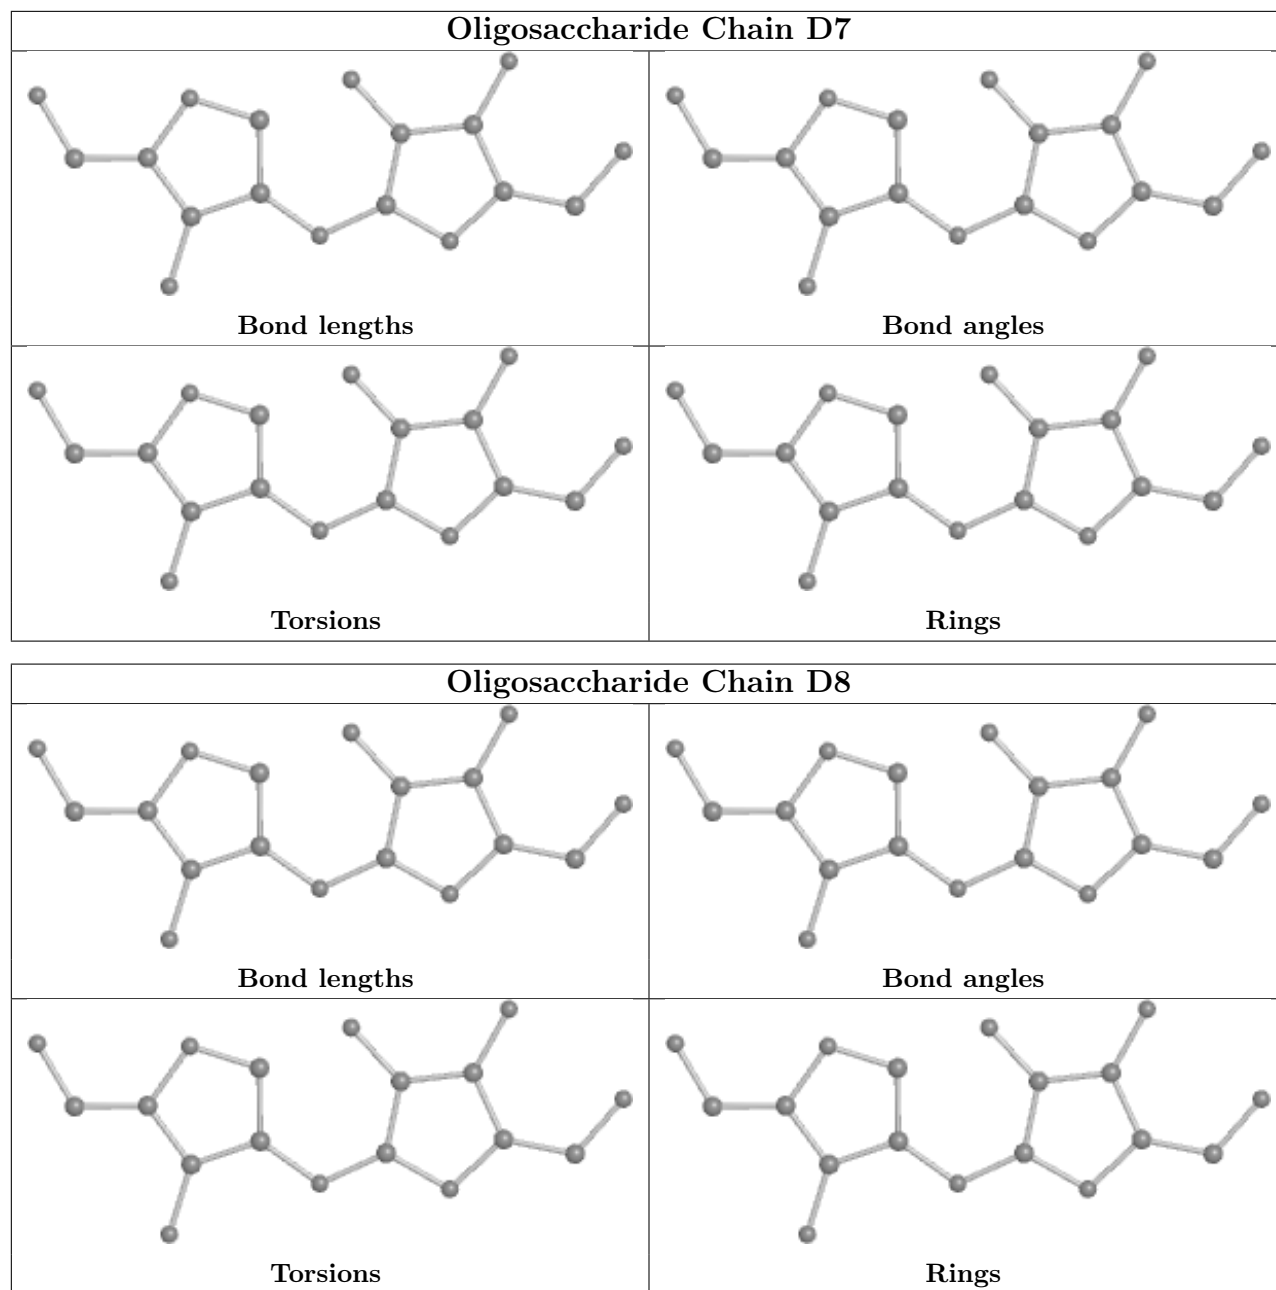 Oligosaccharide Chain D7
Bond lengths
Bond angles
Torsions
Rings
Oligosaccharide Chain D8
Bond lengths
Bond angles
Torsions
Rings